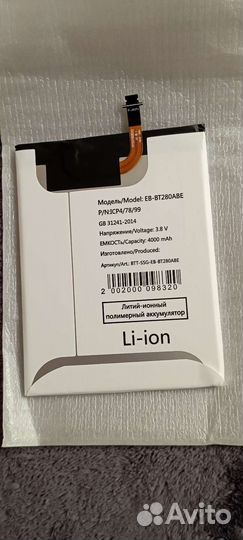 Модель/Model: EB-BT280ABE
P/N3CP4/78/99
GB 31241-2014
Напряжение/Voltage: 3.8 V
ЕМКОСТЬ/Capacity: 4000 mAh
Изготовлено/Produced:
Артикул/Art.: BTT-SSG-EB-BT280ABE
2 002000 098320
Литий-ионный
полимерный аккумулятор
Li-ion
Avito